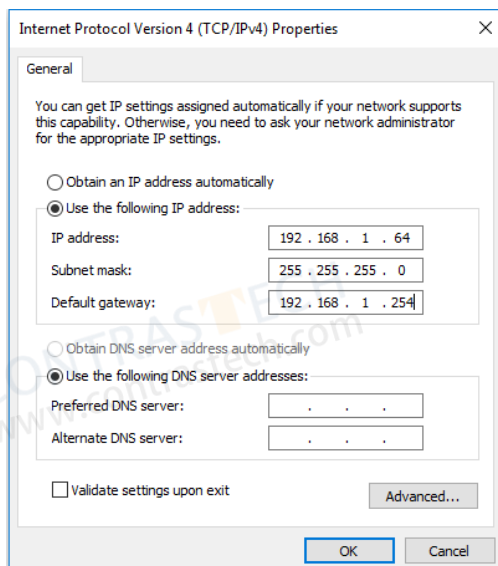 Internet Protocol Version 4 (TCP/IPv4) Properties
General
You can get IP settings assigned automatically if your network supports
this capability. Otherwise, you need to ask your network administrator
for the appropriate IP settings.
Obtain an IP address automatically
Use the following IP address:
IP address: 192 . 168 . 1 . 64
Subnet mask: 255 . 255 . 255 . 0
Default gateway: 192 . 168 . 1 . 254
CONTRASTECH
www.contrastech.com
Obtain DNS server address automatically
Use the following DNS server addresses:
Preferred DNS server: . . .
Alternate DNS server: . . .
Validate settings upon exit
Advanced...
OK Cancel